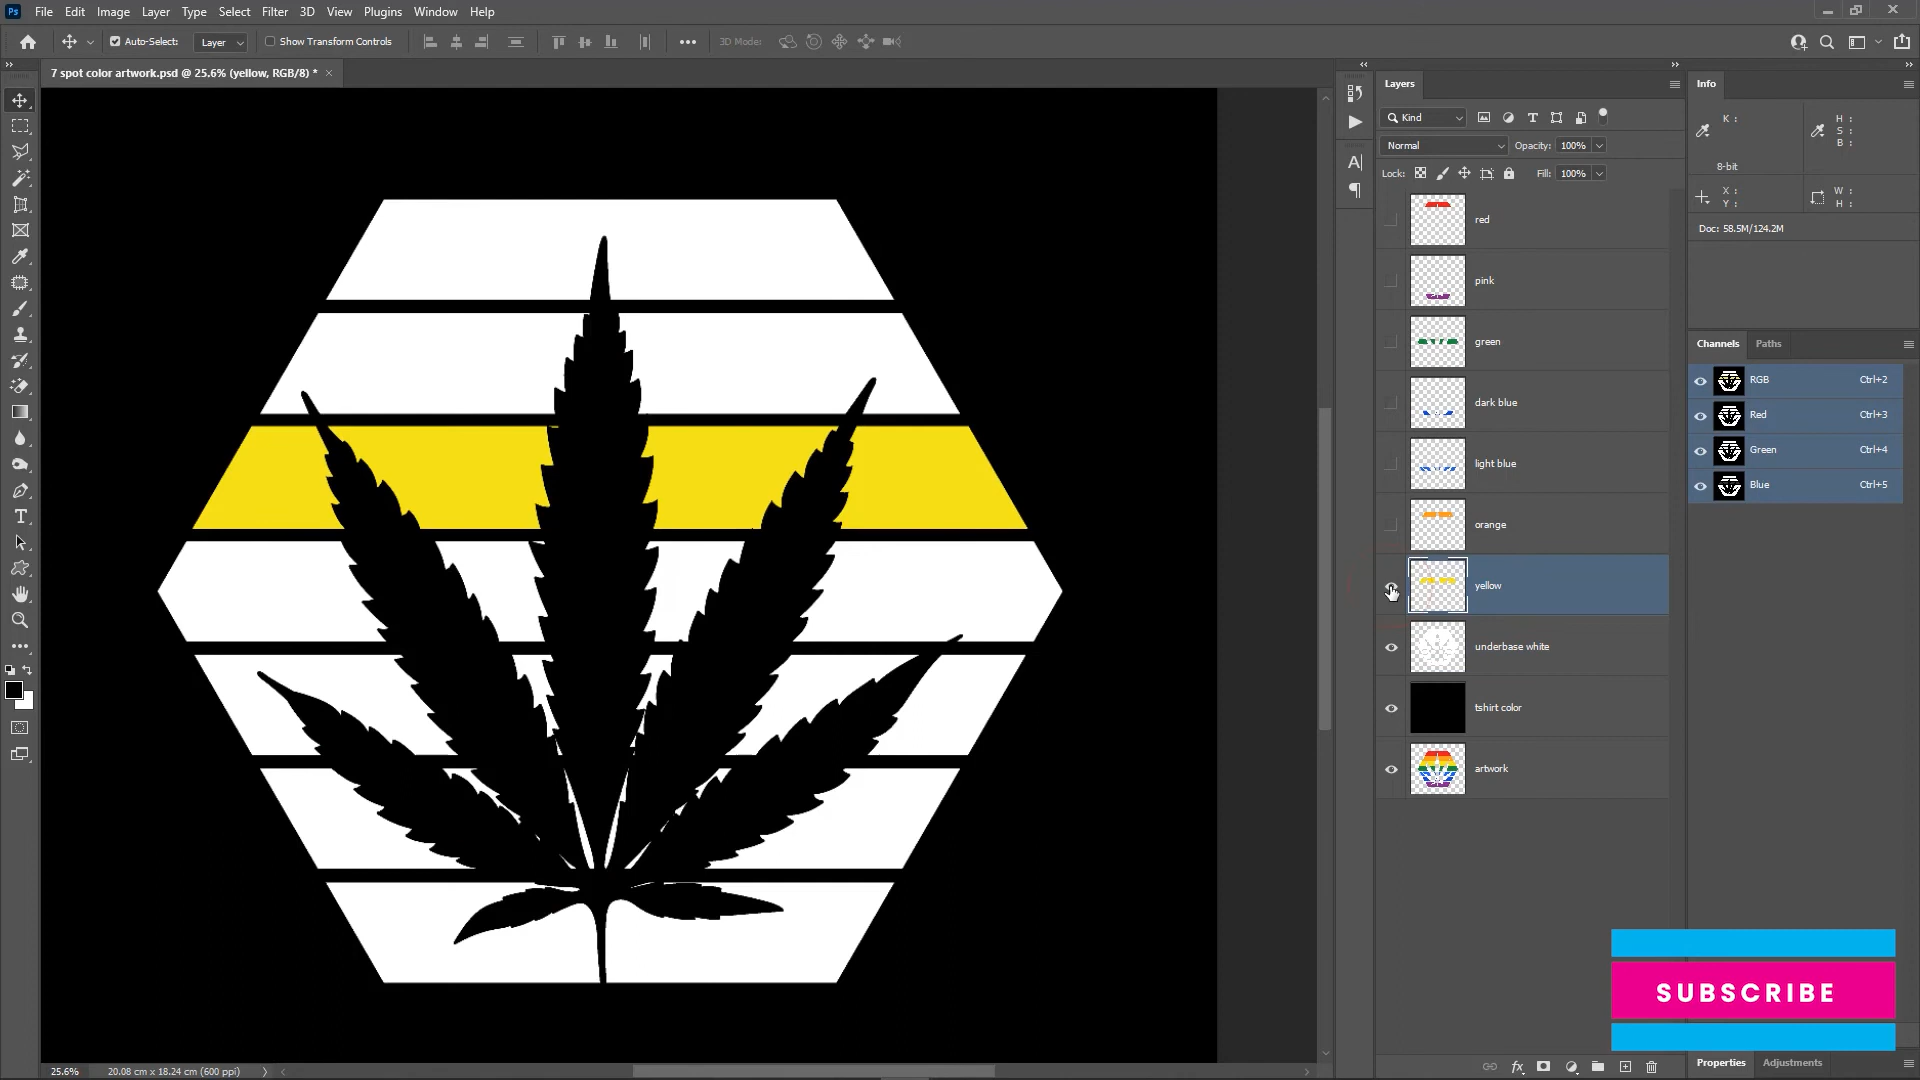 Ps File Edit Image Layer Type Select Filter 3D View Plugins Window Help
Auto-Select: Layer Show Transform Controls 3D Mode:
7 spot color artwork.psd @ 25.6% (yellow, RGB/8) *
Layers
Kind
Normal Opacity: 100%
Lock: Fill: 100%
red
pink
green
dark blue
light blue
orange
yellow
underbase white
tshirt color
artwork
Info
K : H :
S :
B :
8-bit
X : W :
Y : H :
Doc: 58.5M/124.2M
Channels Paths
RGB Ctrl+2
Red Ctrl+3
Green Ctrl+4
Blue Ctrl+5
SUBSCRIBE
Properties Adjustments
25.6% 20.08 cm x 18.24 cm (600 ppi)